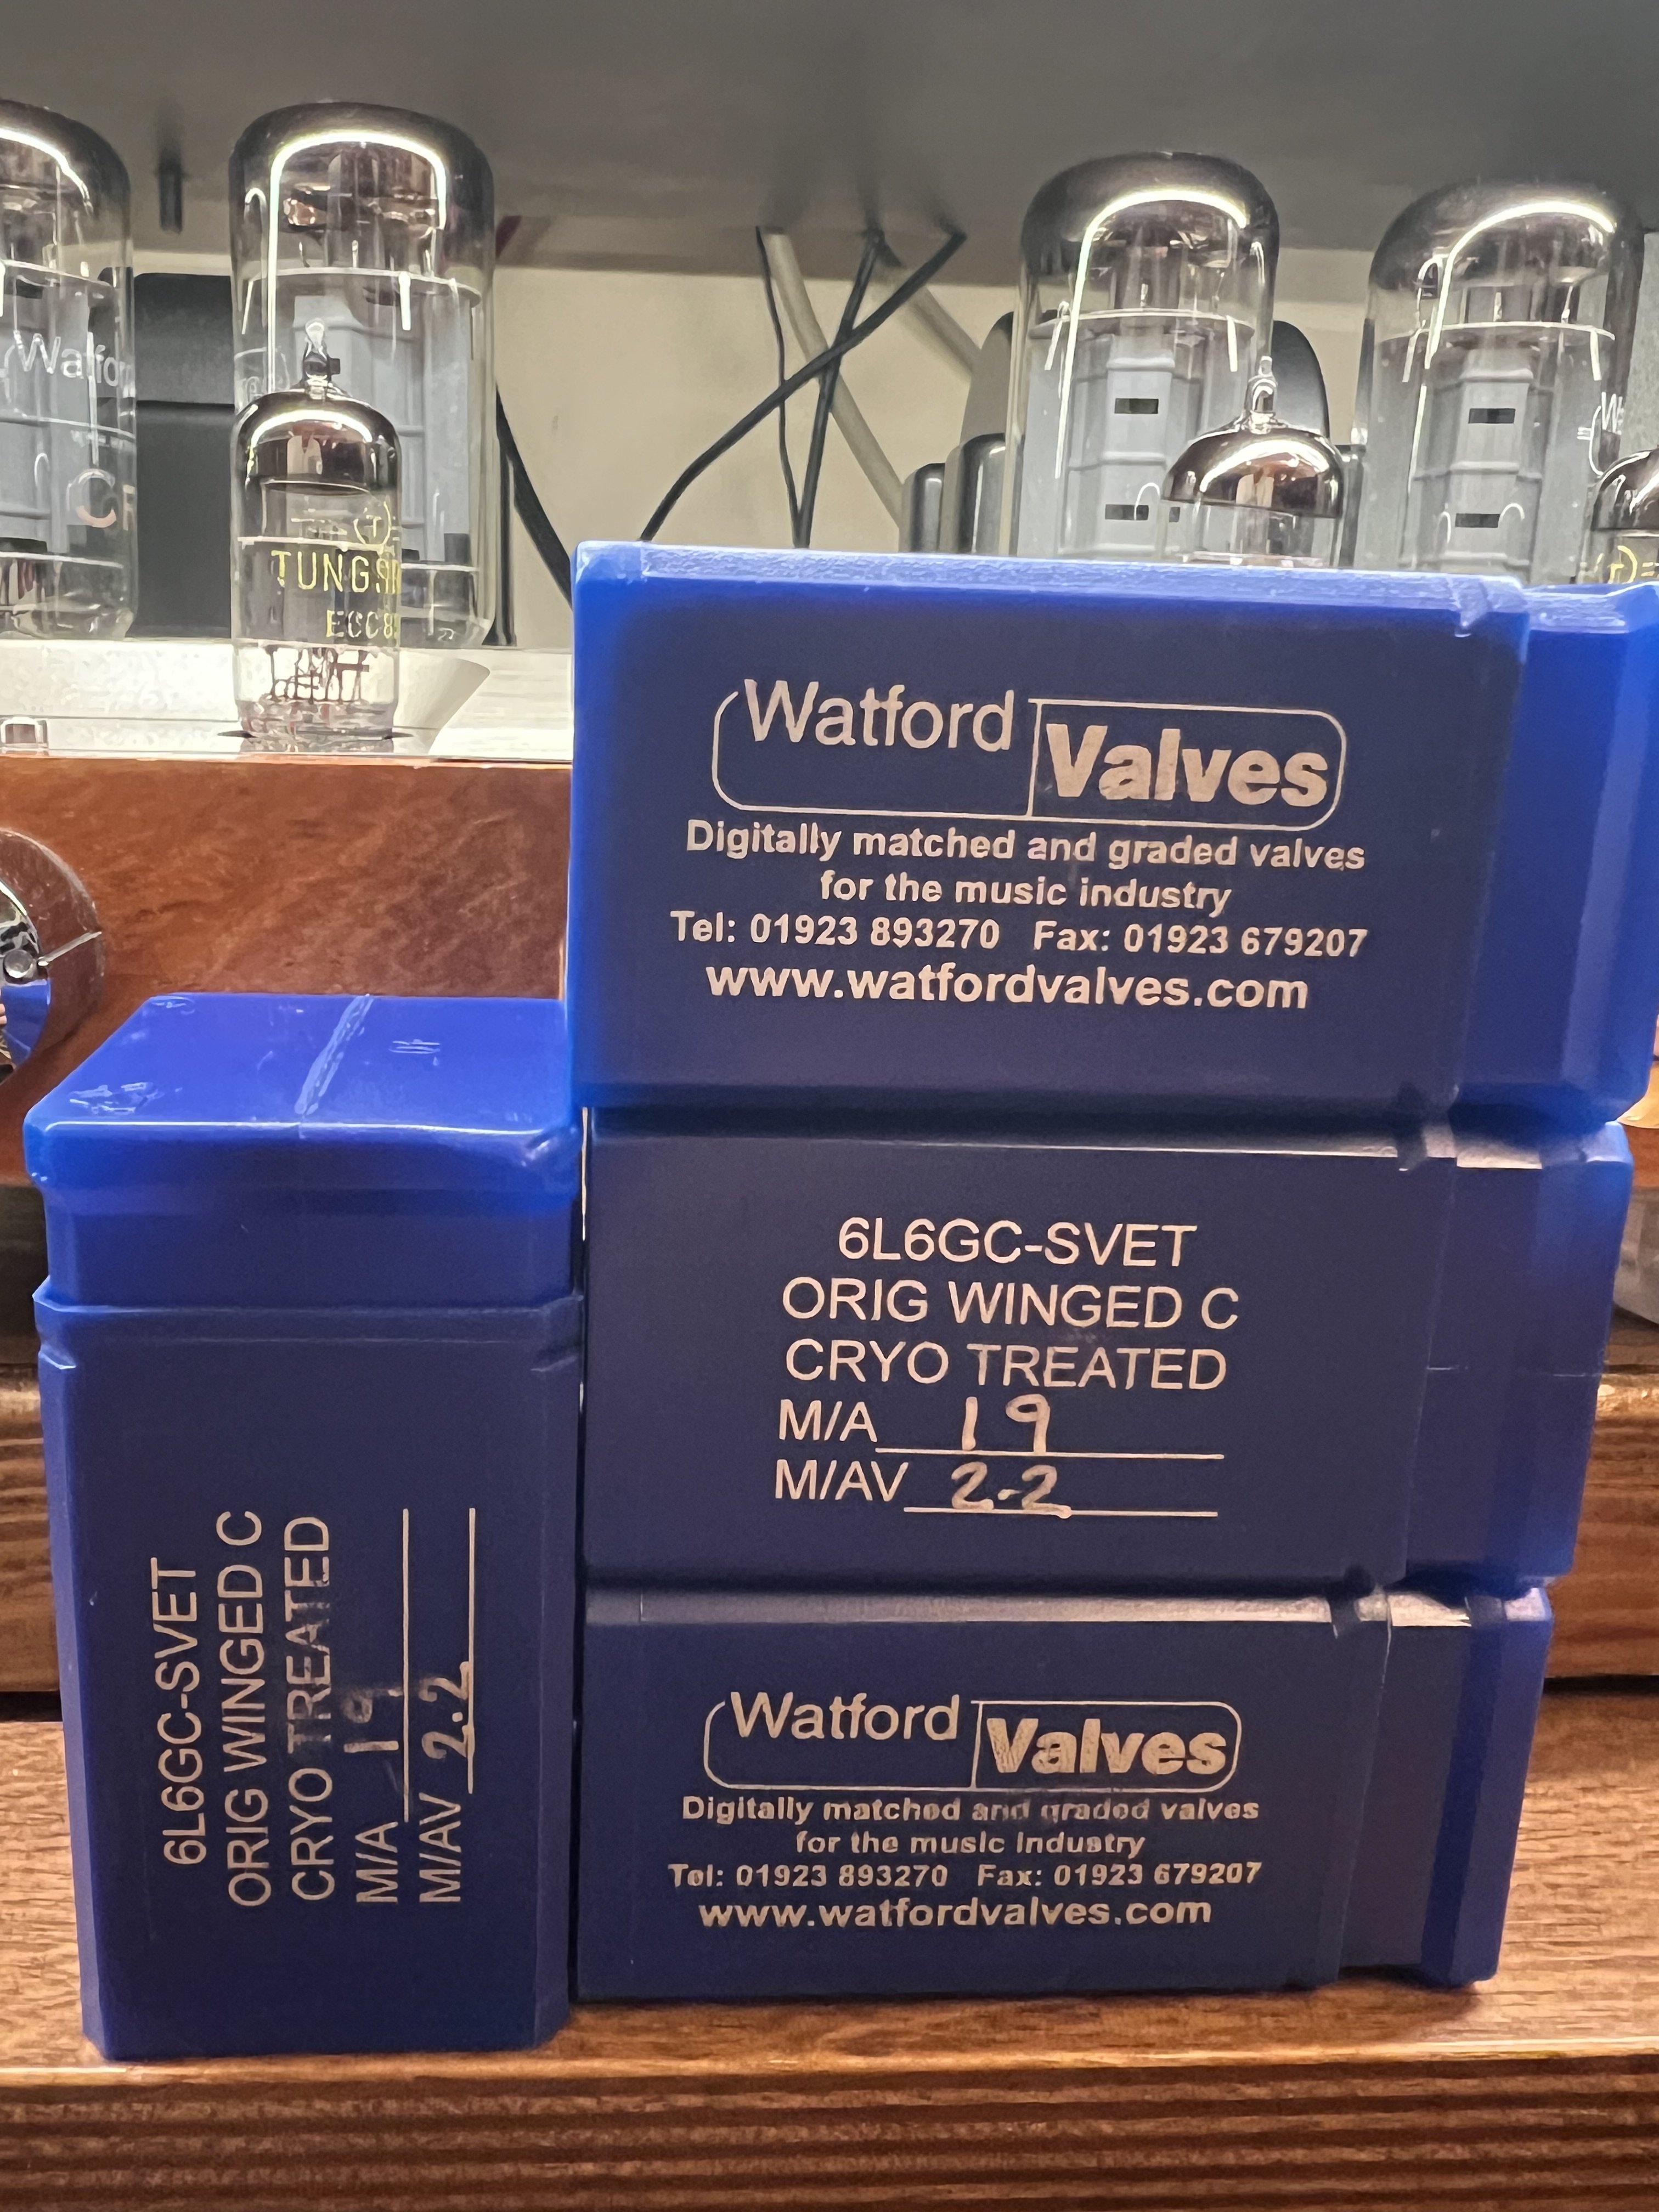 TUNGS
ECC8
Watford Valves
Digitally matched and graded valves
for the music industry
Tel: 01923 893270 Fax: 01923 679207
www.watfordvalves.com
6L6GC-SVET
ORIG WINGED C
CRYO TREATED
M/A 19
M/AV 2.2
6L6GC-SVET
ORIG WINGED C
CRYO TREATED
M/A 19
M/AV 2.2
Watford Valves
Digitally matched and graded valves
for the music industry
Tel: 01923 893270 Fax: 01923 679207
www.watfordvalves.com